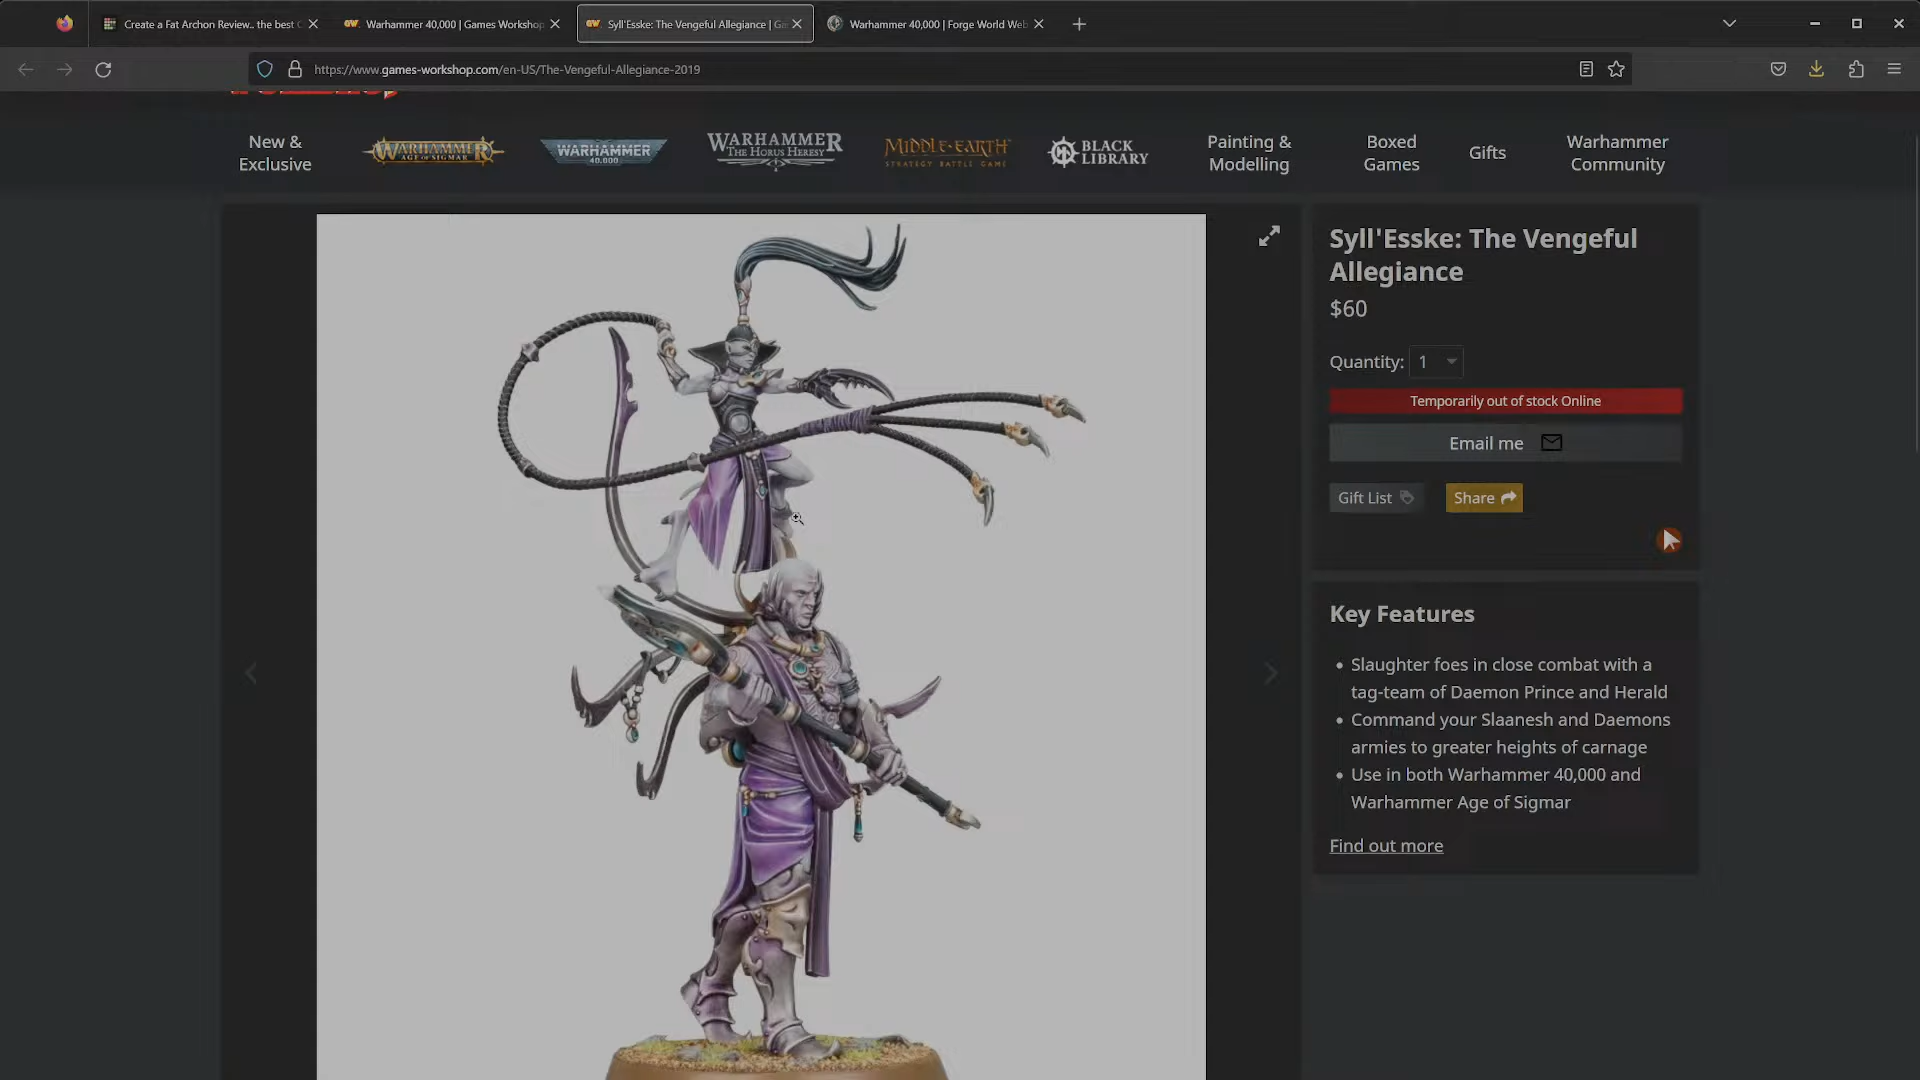 Create a Fat Archon Review.. the best
Warhammer 40,000 | Games Workshop
Syll'Esske: The Vengeful Allegiance | Ga
Warhammer 40,000 | Forge World Web
https://www.games-workshop.com/en-US/The-Vengeful-Allegiance-2019
New &
Exclusive
WARHAMMER
AGE OF SIGMAR
WARHAMMER
40,000
WARHAMMER
THE HORUS HERESY
MIDDLE-EARTH
STRATEGY BATTLE GAME
BLACK
LIBRARY
Painting &
Modelling
Boxed
Games
Gifts
Warhammer
Community
Syll'Esske: The Vengeful
Allegiance
$60
Quantity: 1
Temporarily out of stock Online
Email me
Gift List
Share
Key Features
• Slaughter foes in close combat with a
tag-team of Daemon Prince and Herald
• Command your Slaanesh and Daemons
armies to greater heights of carnage
• Use in both Warhammer 40,000 and
Warhammer Age of Sigmar
Find out more